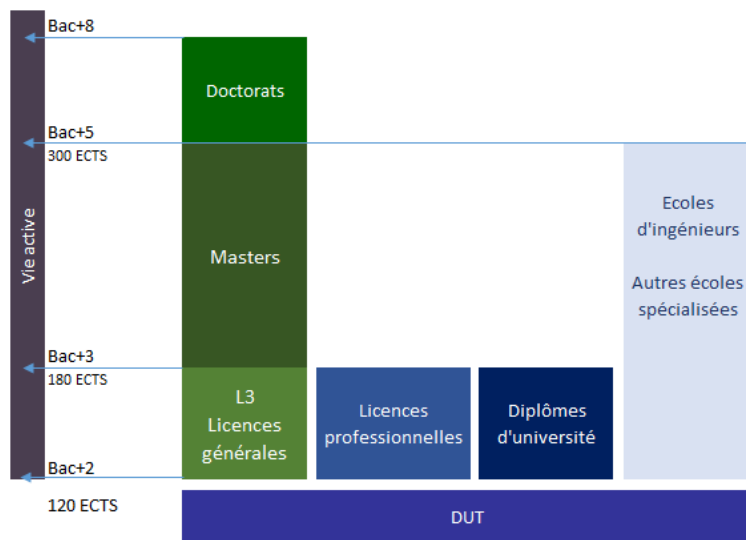 Bac+8
Doctorats
Bac+5
300 ECTS
Ecoles
d'ingénieurs
Autres écoles
spécialisées
Vie active
Masters
Bac+3
180 ECTS
L3
Licences
générales
Licences
professionnelles
Diplômes
d'université
Bac+2
120 ECTS
DUT